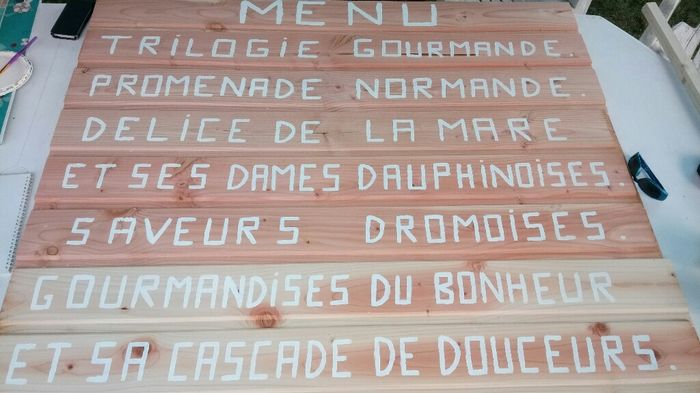 MENU
TRILOGIE GOURMANDE.
PROMENADE NORMANDE.
DELICE DE LA MARE
ET SES DAMES DAUPHINOISES.
SAVEURS DROMOISES.
GOURMANDISES DU BONHEUR
ET SA CASCADE DE DOUCEURS.